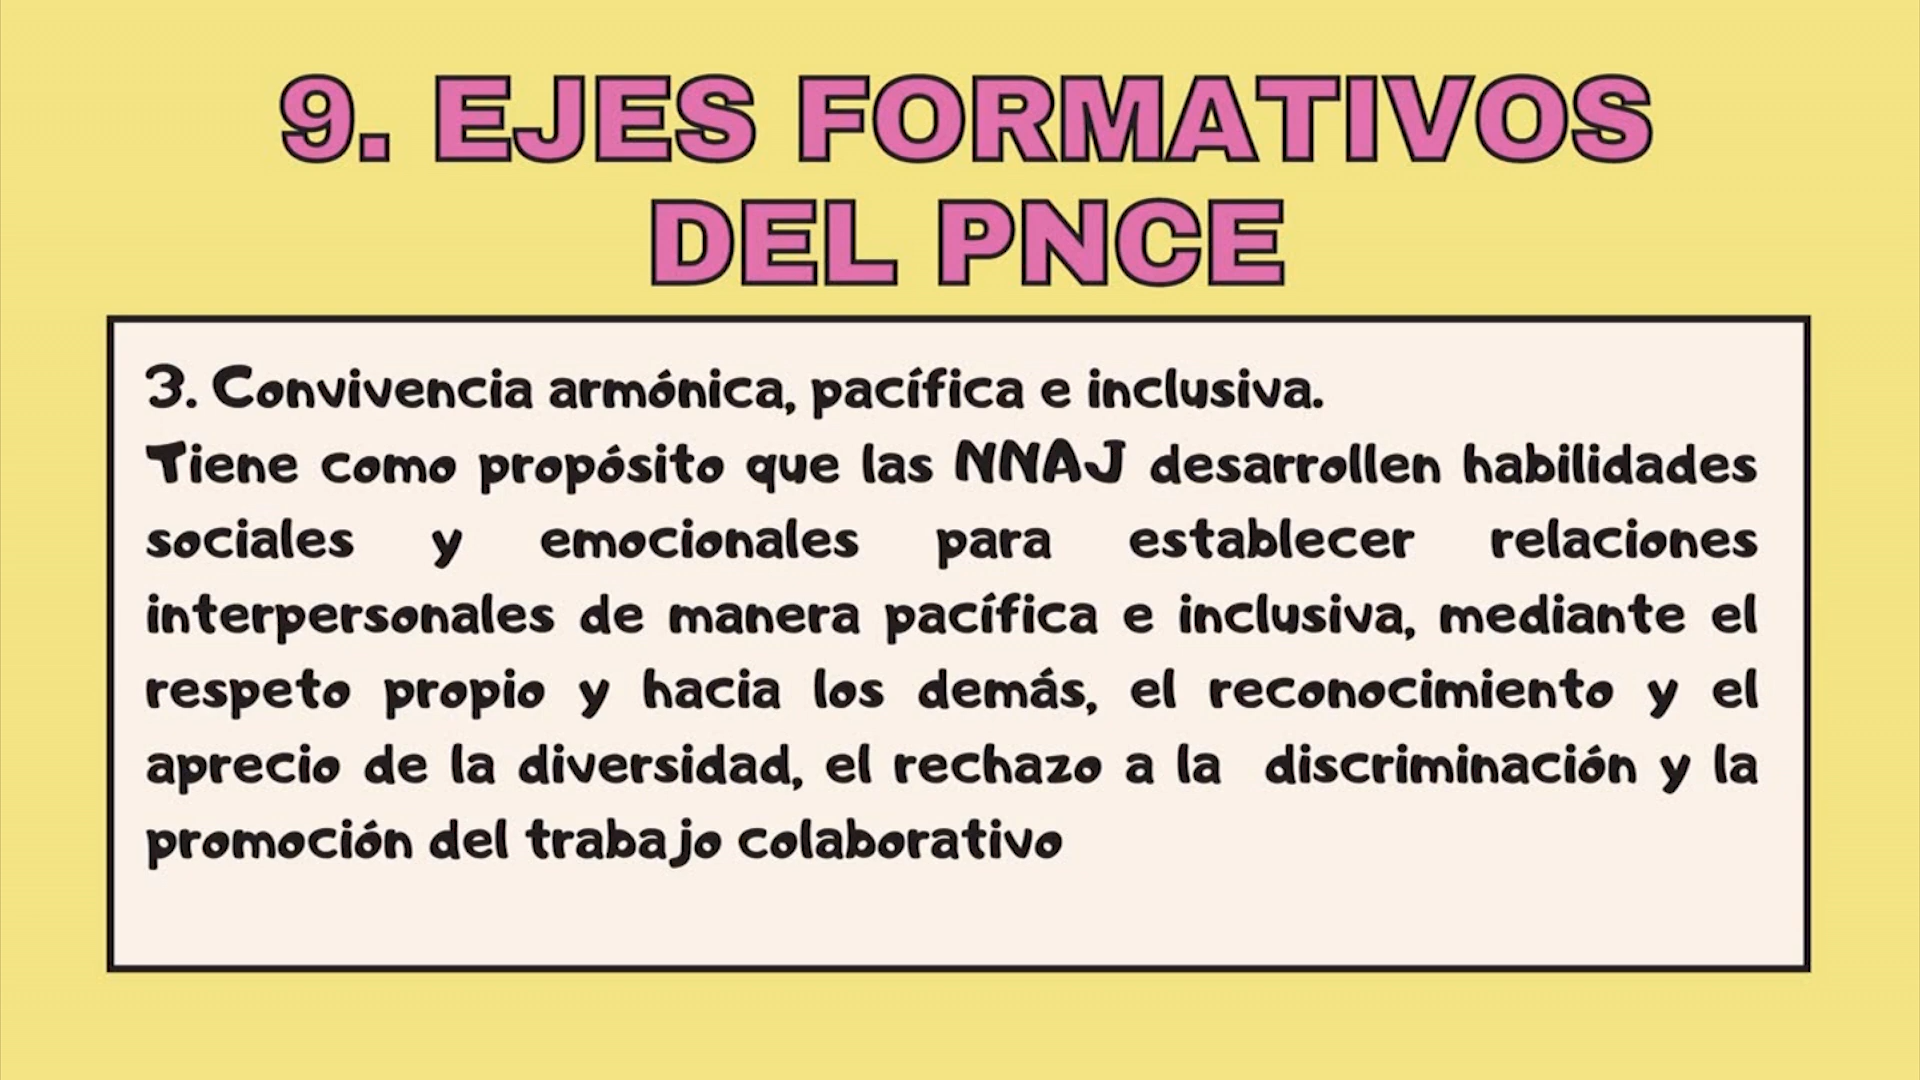 9. EJES FORMATIVOS
DEL PNCE
3. Convivencia armónica, pacífica e inclusiva.
Tiene como propósito que las NNAJ desarrollen habilidades
sociales y emocionales para establecer relaciones
interpersonales de manera pacífica e inclusiva, mediante el
respeto propio y hacia los demás, el reconocimiento y el
aprecio de la diversidad, el rechazo a la discriminación y la
promoción del trabajo colaborativo